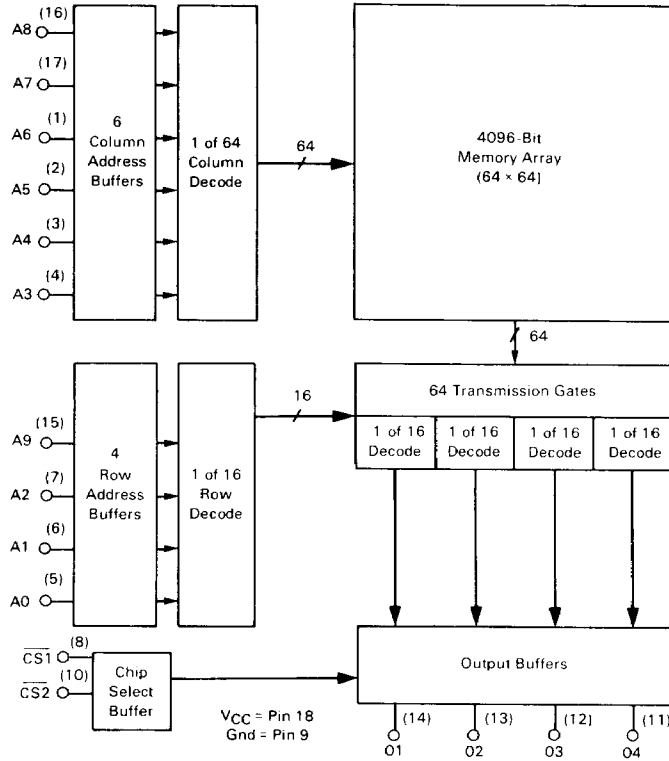 (16)
A8
(17)
A7
(1)
A6
(2)
A5
(3)
A4
(4)
A3
6
Column
Address
Buffers
1 of 64
Column
Decode
64
4096-Bit
Memory Array
(64 × 64)
64
64 Transmission Gates
1 of 16
Decode
1 of 16
Decode
1 of 16
Decode
1 of 16
Decode
16
(15)
A9
(7)
A2
(6)
A1
(5)
A0
4
Row
Address
Buffers
1 of 16
Row
Decode
(8)
CS1
(10)
CS2
Chip
Select
Buffer
VCC = Pin 18
Gnd = Pin 9
Output Buffers
(14)
(13)
(12)
(11)
01
02
03
04